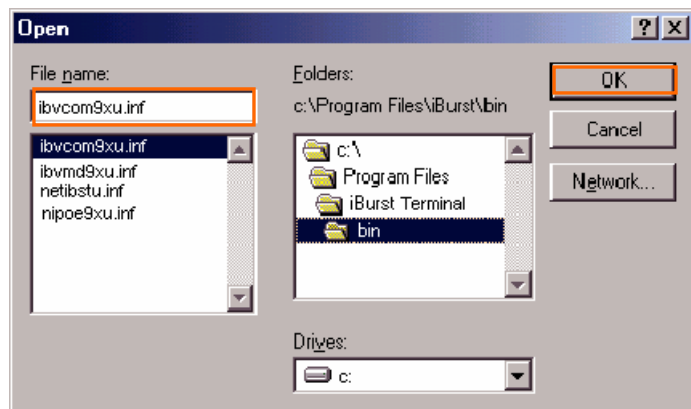 Open
File name:
ibvcom9xu.inf
ibvcom9xu.inf
ibvmd9xu.inf
netibstu.inf
nipoe9xu.inf
Folders:
c:\Program Files\iBurst\bin
c:\
Program Files
iBurst Terminal
bin
Drives:
c:
OK
Cancel
Network...